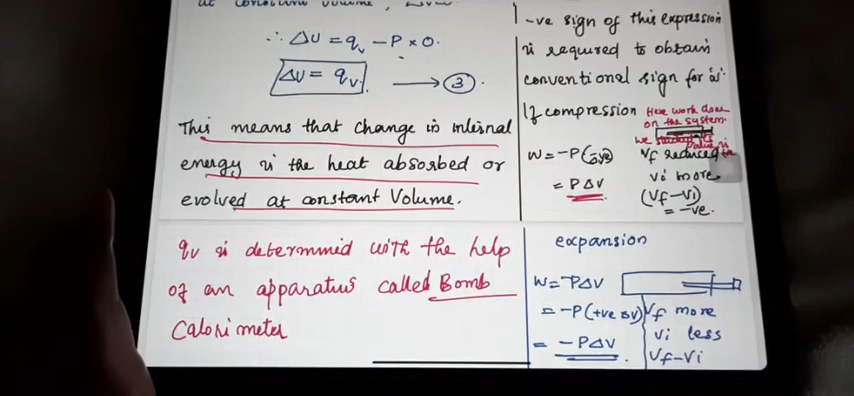 at constant volume,
∴ ΔU = qv - P × 0.
ΔU = qv. → ③.
This means that change in internal
energy is the heat absorbed or
evolved at constant Volume.
qv is determined with the help
of an apparatus called Bomb
Calorimeter
-ve sign of this expression
is required to obtain
conventional sign for ω.
If compression
Here work done
on the system.
W = -P(-ΔV)
= PΔV
Vf reduced
Vi more
(Vf-Vi)
= -ve.
expansion
W = -PΔV
= -P(+ve ΔV)
= -PΔV.
Vf more
Vi less
Vf-Vi